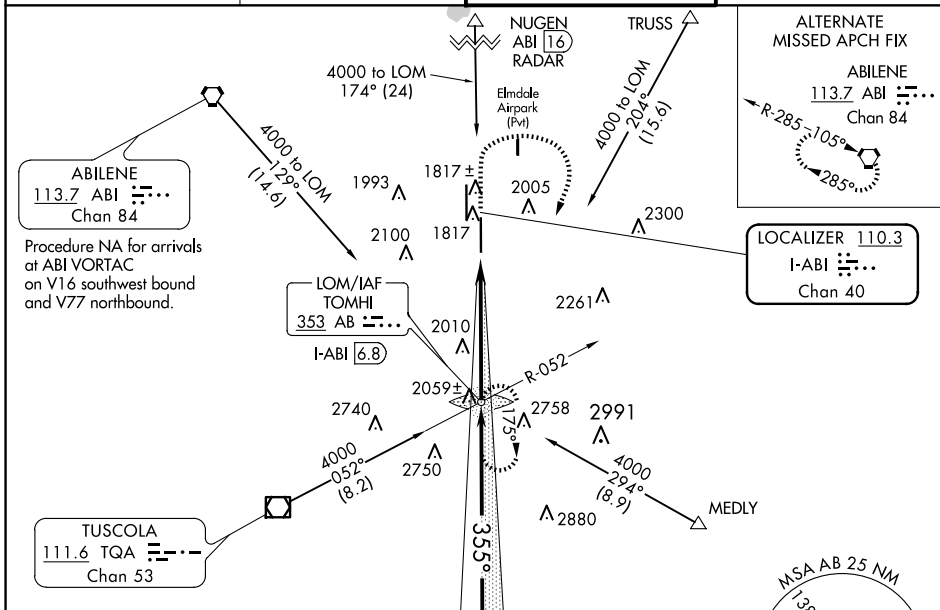 NUGEN
ABI 16
RADAR
TRUSS
ALTERNATE
MISSED APCH FIX
ABILENE
113.7 ABI
Chan 84
R-285
105°
285°
4000 to LOM
174° (24)
Elmdale
Airpark
(Pvt)
4000 to LOM
204°
(15.6)
4000 to LOM
129°
(14.6)
ABILENE
113.7 ABI
Chan 84
1993
1817 ±
2005
2300
1817
2100
Procedure NA for arrivals
at ABI VORTAC
on V16 southwest bound
and V77 northbound.
LOCALIZER 110.3
I-ABI
Chan 40
LOM/IAF
TOMHI
353 AB
I-ABI 6.8
2261
2010
R-052
2059 ±
2740
175°
2758
2991
2750
4000
052°
(8.2)
4000
294°
(8.9)
MEDLY
2880
TUSCOLA
111.6 TQA
Chan 53
355°
MSA AB 25 NM